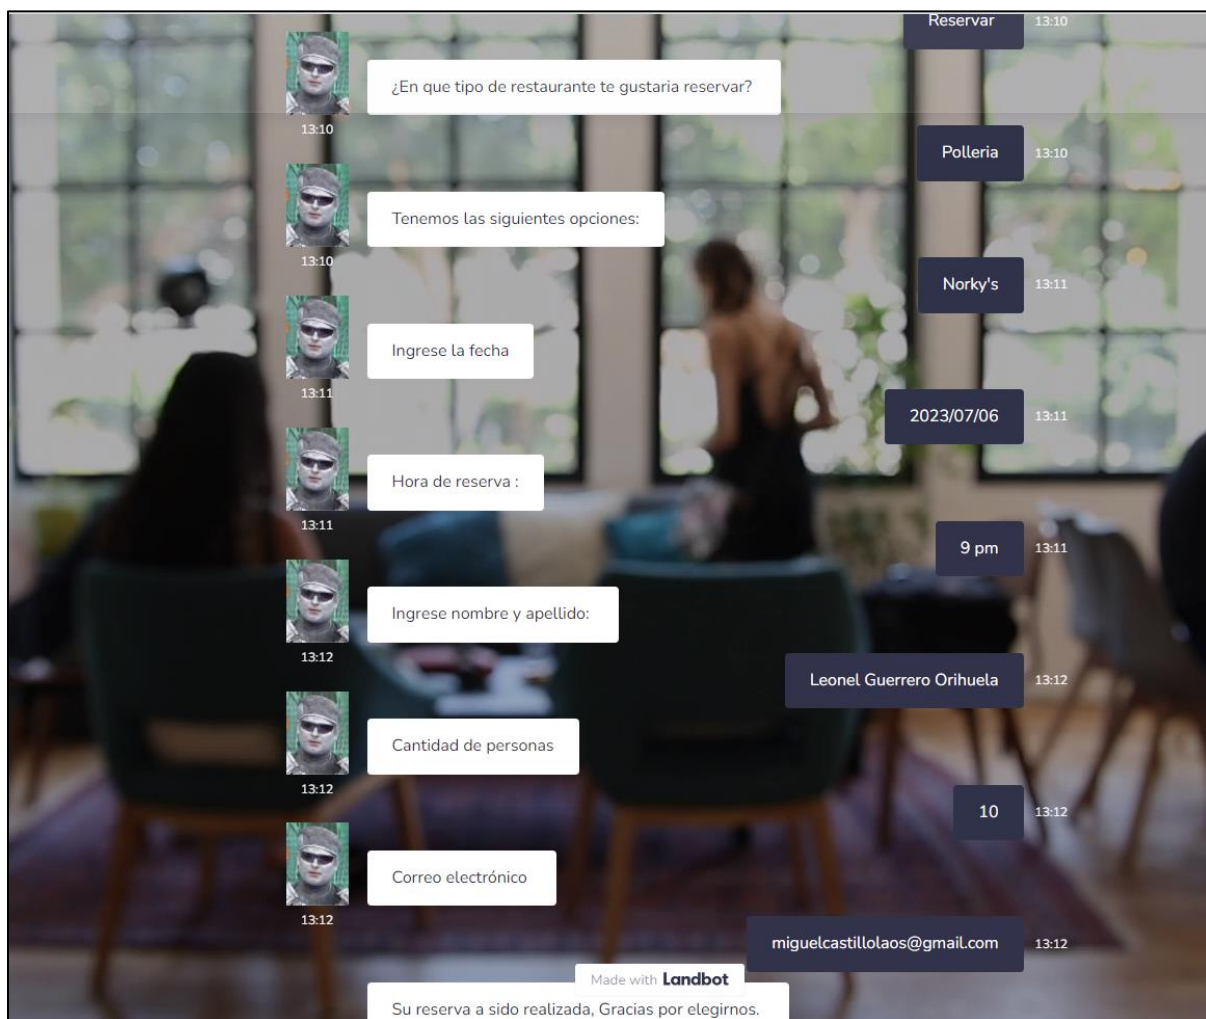 Reservar
13:10
¿En que tipo de restaurante te gustaria reservar?
13:10
Polleria
13:10
Tenemos las siguientes opciones:
13:10
Norky's
13:11
Ingrese la fecha
13:11
2023/07/06
13:11
Hora de reserva :
13:11
9 pm
13:11
Ingrese nombre y apellido:
13:12
Leonel Guerrero Orihuela
13:12
Cantidad de personas
13:12
10
13:12
Correo electrónico
13:12
miguelcastillolaos@gmail.com
13:12
Made with Landbot
Su reserva a sido realizada, Gracias por elegirnos.